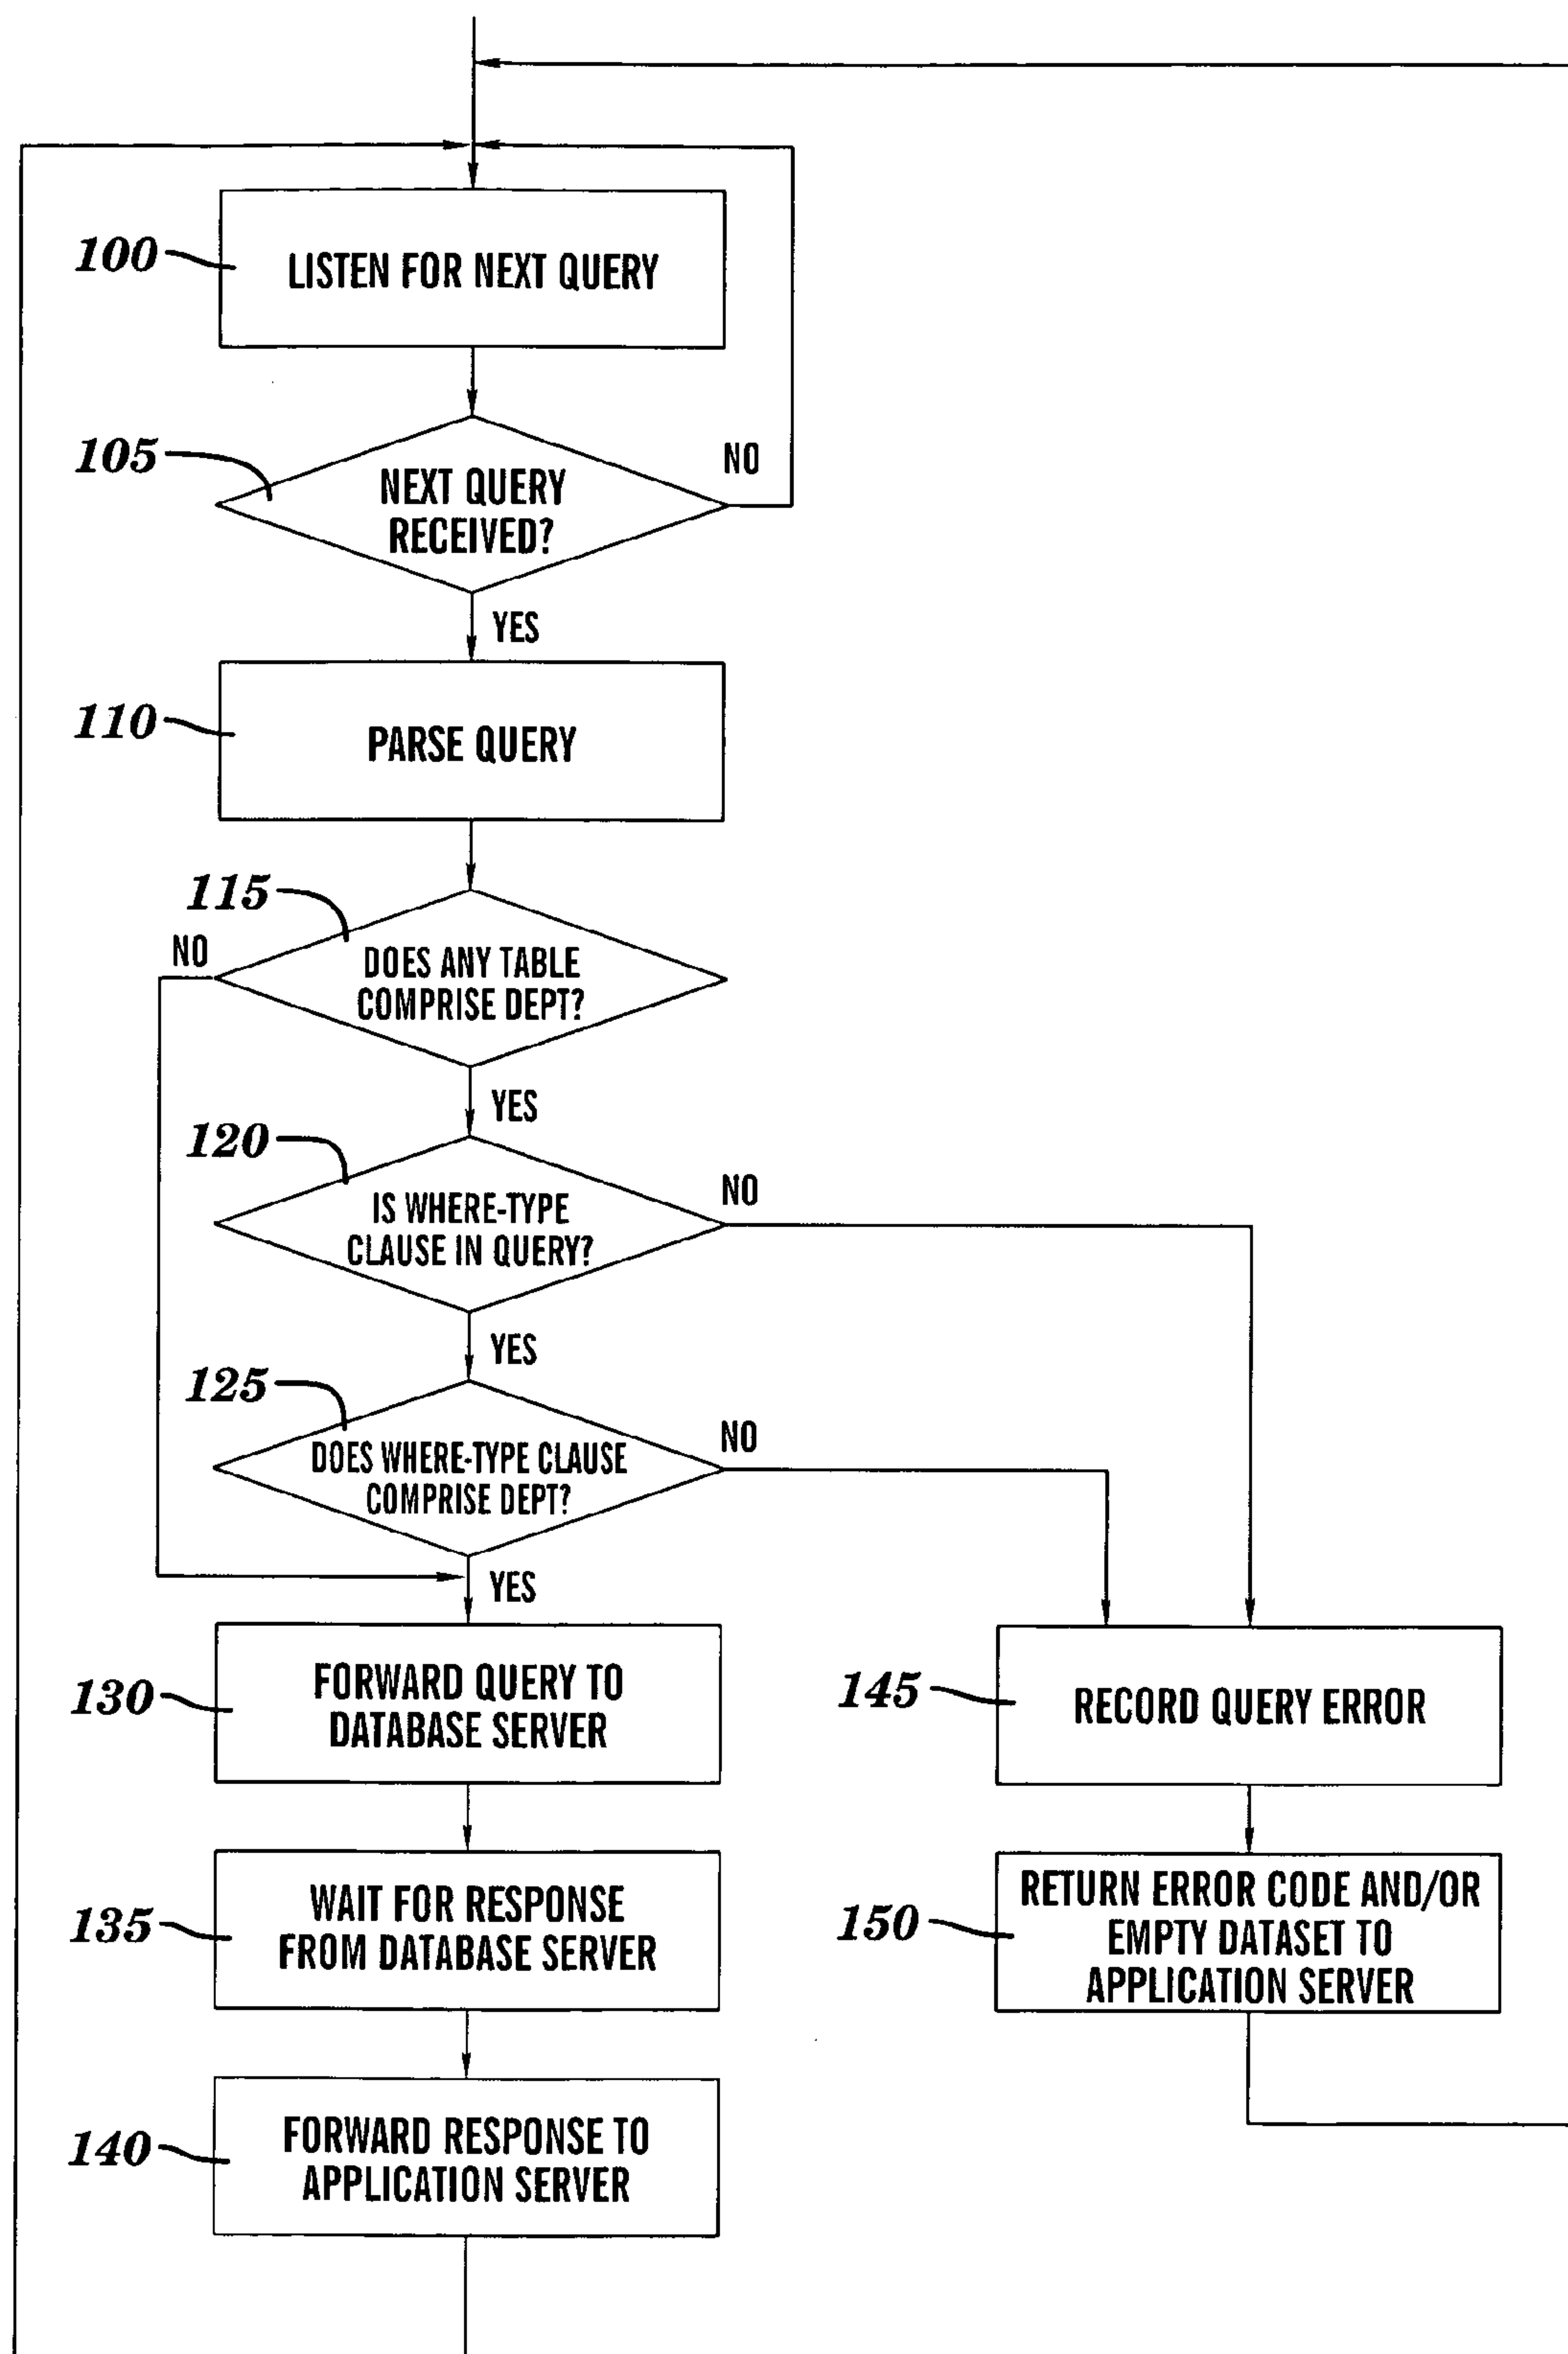 100
LISTEN FOR NEXT QUERY
105
NEXT QUERY
RECEIVED?
NO
YES
110
PARSE QUERY
115
NO
DOES ANY TABLE
COMPRISE DEPT?
YES
120
IS WHERE-TYPE
CLAUSE IN QUERY?
NO
YES
125
DOES WHERE-TYPE CLAUSE
COMPRISE DEPT?
NO
YES
130
FORWARD QUERY TO
DATABASE SERVER
145
RECORD QUERY ERROR
135
WAIT FOR RESPONSE
FROM DATABASE SERVER
150
RETURN ERROR CODE AND/OR
EMPTY DATASET TO
APPLICATION SERVER
140
FORWARD RESPONSE TO
APPLICATION SERVER